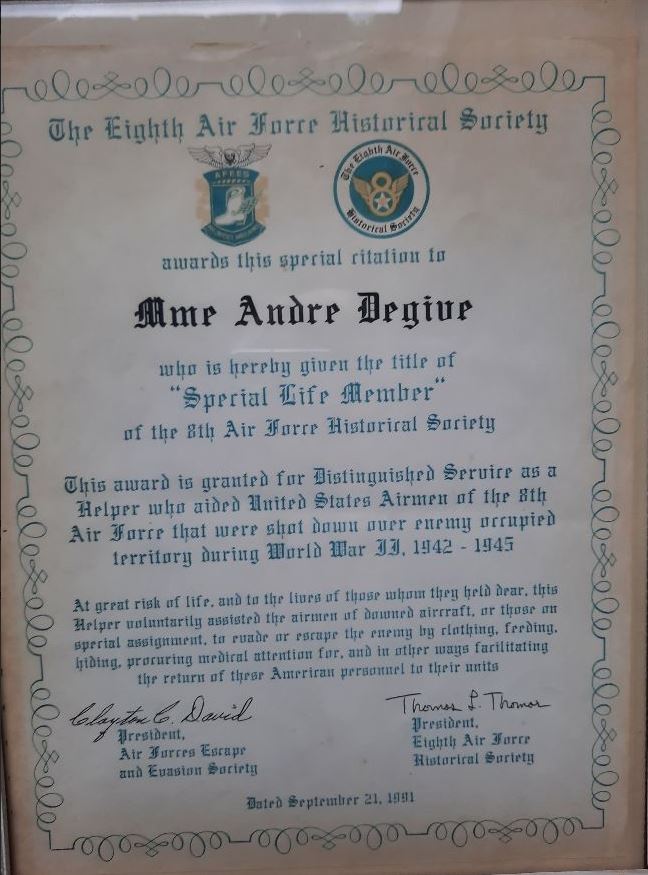 The Eighth Air Force Historical Society
AFEES
The Eighth Air Force
8
Historical Society
awards this special citation to
Mme Andre Degive
who is hereby given the title of
"Special Life Member"
of the 8th Air Force Historical Society
This award is granted for Distinguished Service as a
Helper who aided United States Airmen of the 8th
Air Force that were shot down over enemy occupied
territory during World War II, 1942 - 1945
At great risk of life, and to the lives of those whom they held dear, this
Helper voluntarily assisted the airmen of downed aircraft, or those on
special assignment, to evade or escape the enemy by clothing, feeding,
hiding, procuring medical attention for, and in other ways facilitating
the return of these American personnel to their units
Clayton C. David
President,
Air Forces Escape
and Evasion Society
Thomas L. Thomas
President,
Eighth Air Force
Historical Society
Dated September 21, 1991